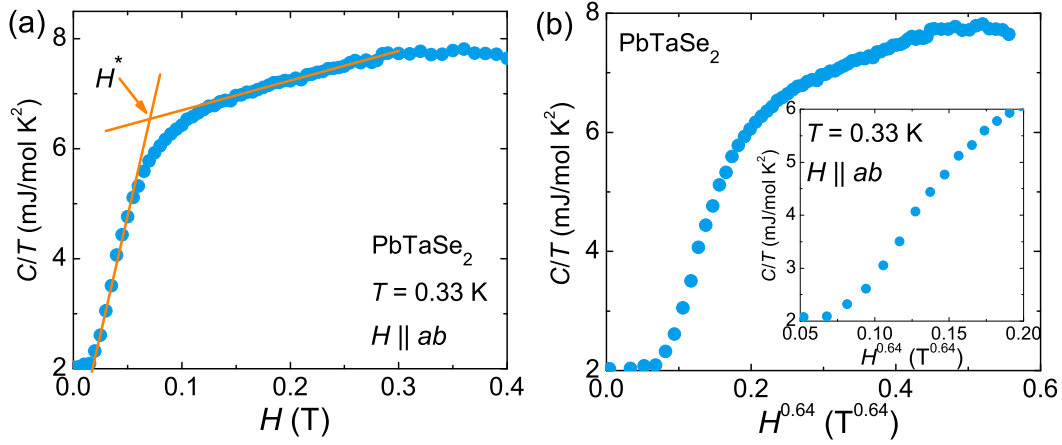 (a)
8
6
4
2
C/T (mJ/mol K²)
H*
PbTaSe₂
T = 0.33 K
H || ab
0.0 0.1 0.2 0.3 0.4
H (T)
(b)
8
6
4
2
C/T (mJ/mol K²)
PbTaSe₂
0.0 0.2 0.4 0.6
H^0.64 (T^0.64)
6
5
4
3
2
C/T (mJ/mol K²)
T = 0.33 K
H || ab
0.05 0.10 0.15 0.20
H^0.64 (T^0.64)